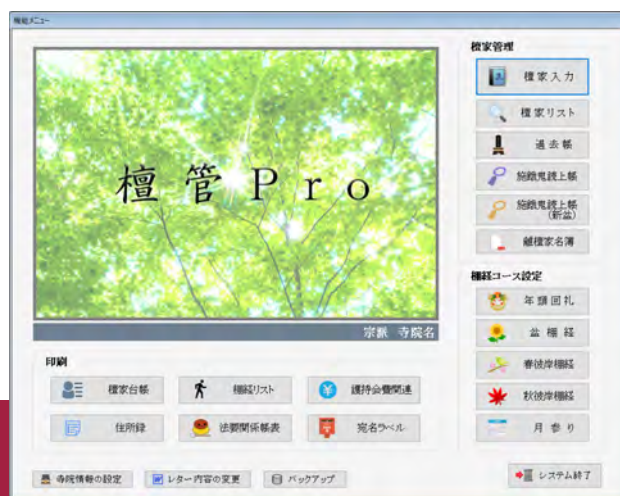 機能メニュー
檀管Pro
宗派 寺院名
檀家管理
檀家入力
檀家リスト
過去帳
施餓鬼読上帳
施餓鬼読上帳
(新盆)
離檀家名簿
棚経コース設定
年頭回礼
盆棚経
春彼岸棚経
秋彼岸棚経
月参り
印刷
檀家台帳
棚経リスト
護持会費関連
住所録
法要関係帳表
宛名ラベル
寺院情報の設定
レター内容の変更
バックアップ
システム終了